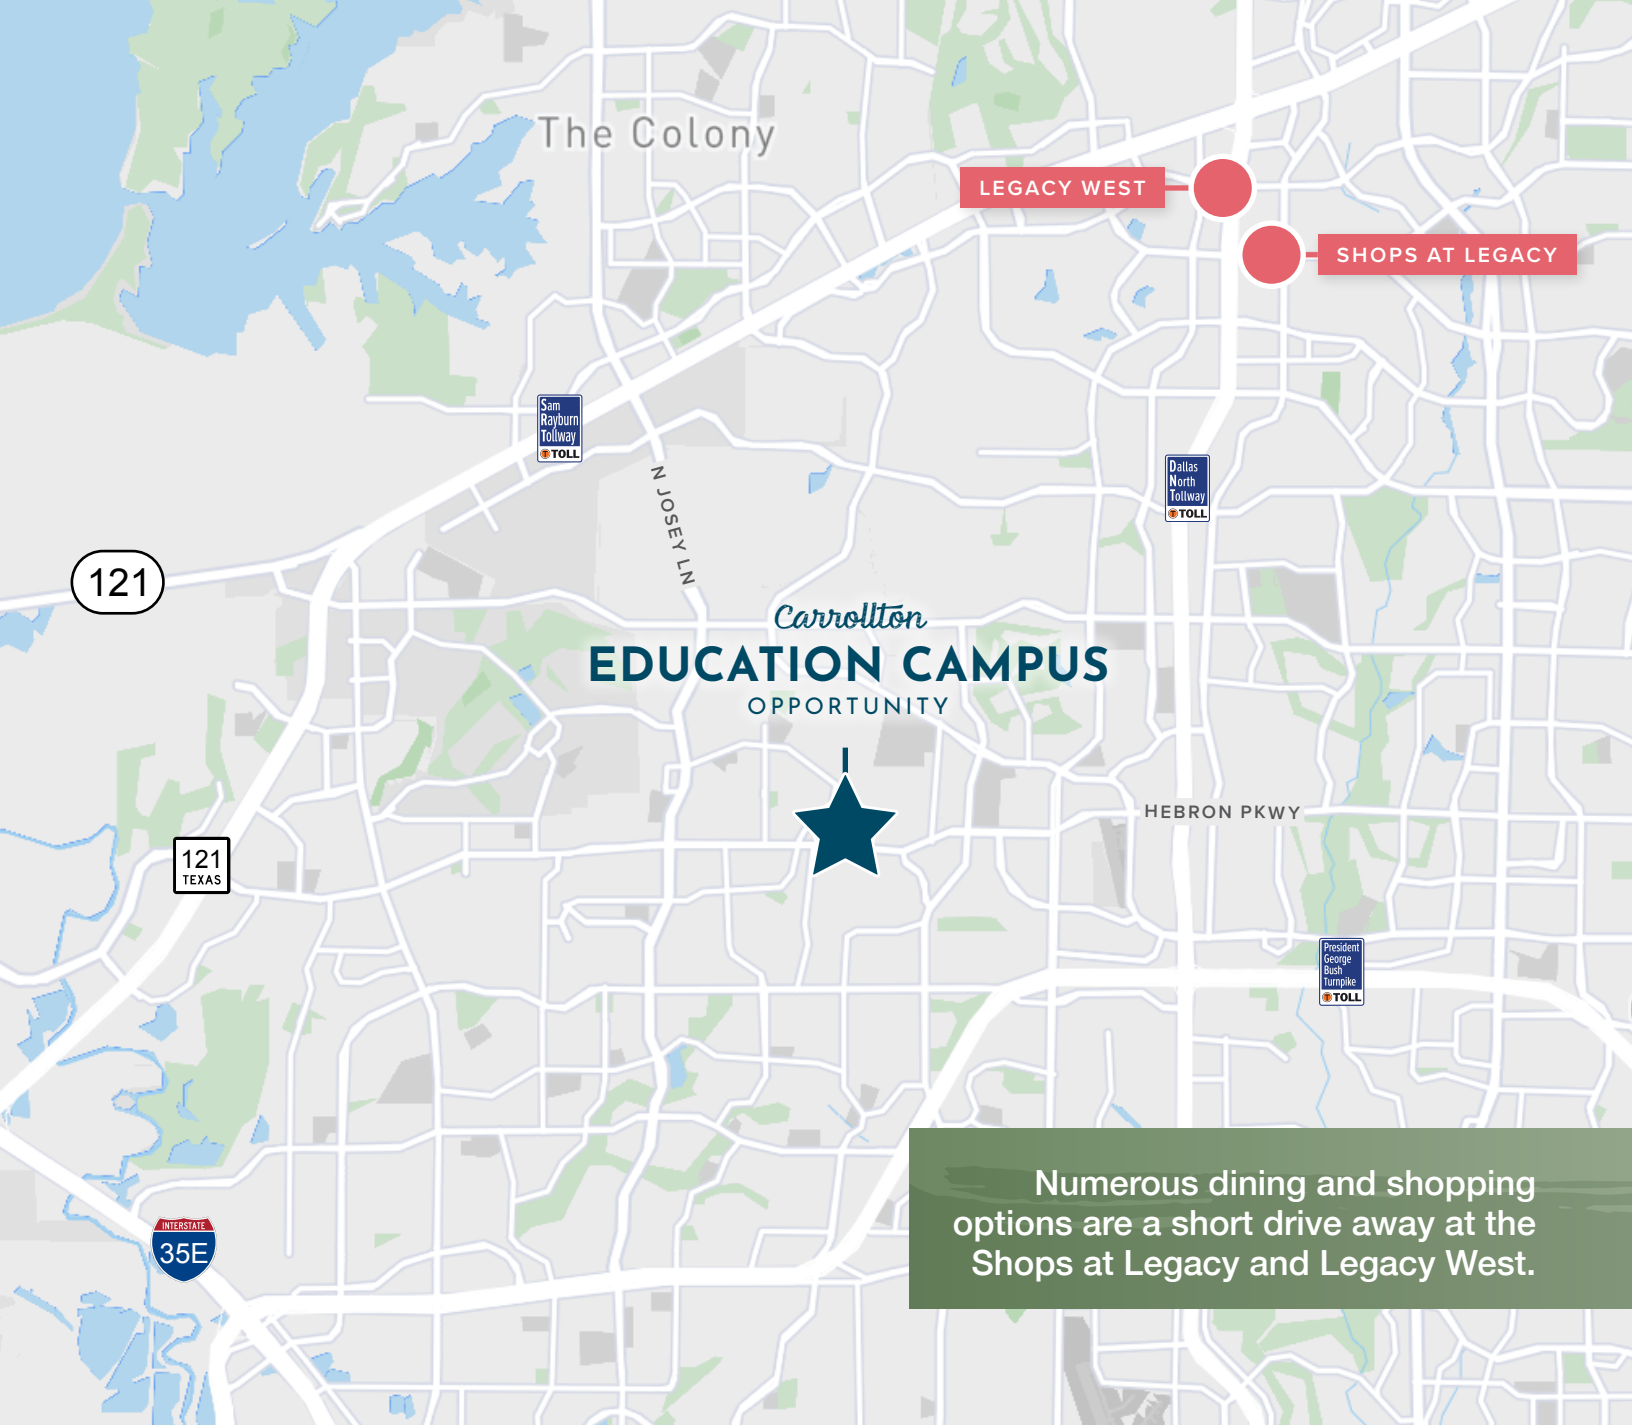 The Colony
LEGACY WEST
SHOPS AT LEGACY
Sam
Rayburn
Tollway
TOLL
N JOSEY LN
Dallas
North
Tollway
TOLL
121
Carrollton
EDUCATION CAMPUS
OPPORTUNITY
HEBRON PKWY
121
TEXAS
President
George
Bush
Turnpike
TOLL
Numerous dining and shopping
options are a short drive away at the
Shops at Legacy and Legacy West.
INTERSTATE
35E